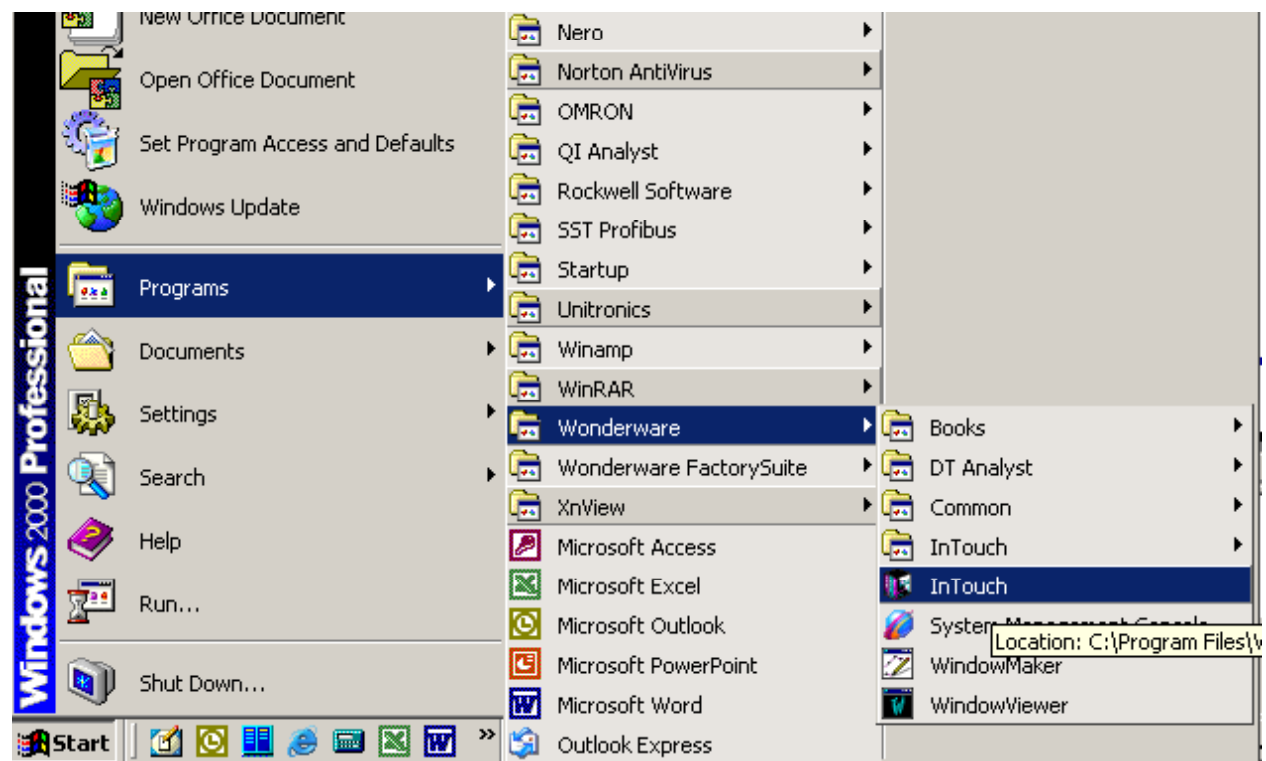 New Office Document
Open Office Document
Set Program Access and Defaults
Windows Update
Programs
Documents
Settings
Search
Help
Run...
Shut Down...
Windows 2000 Professional
Start
»
Nero
Norton AntiVirus
OMRON
QI Analyst
Rockwell Software
SST Profibus
Startup
Unitronics
Winamp
WinRAR
Wonderware
Wonderware FactorySuite
XnView
Microsoft Access
Microsoft Excel
Microsoft Outlook
Microsoft PowerPoint
Microsoft Word
Outlook Express
Books
DT Analyst
Common
InTouch
InTouch
System Management Console
Location: C:\Program Files\
WindowMaker
WindowViewer